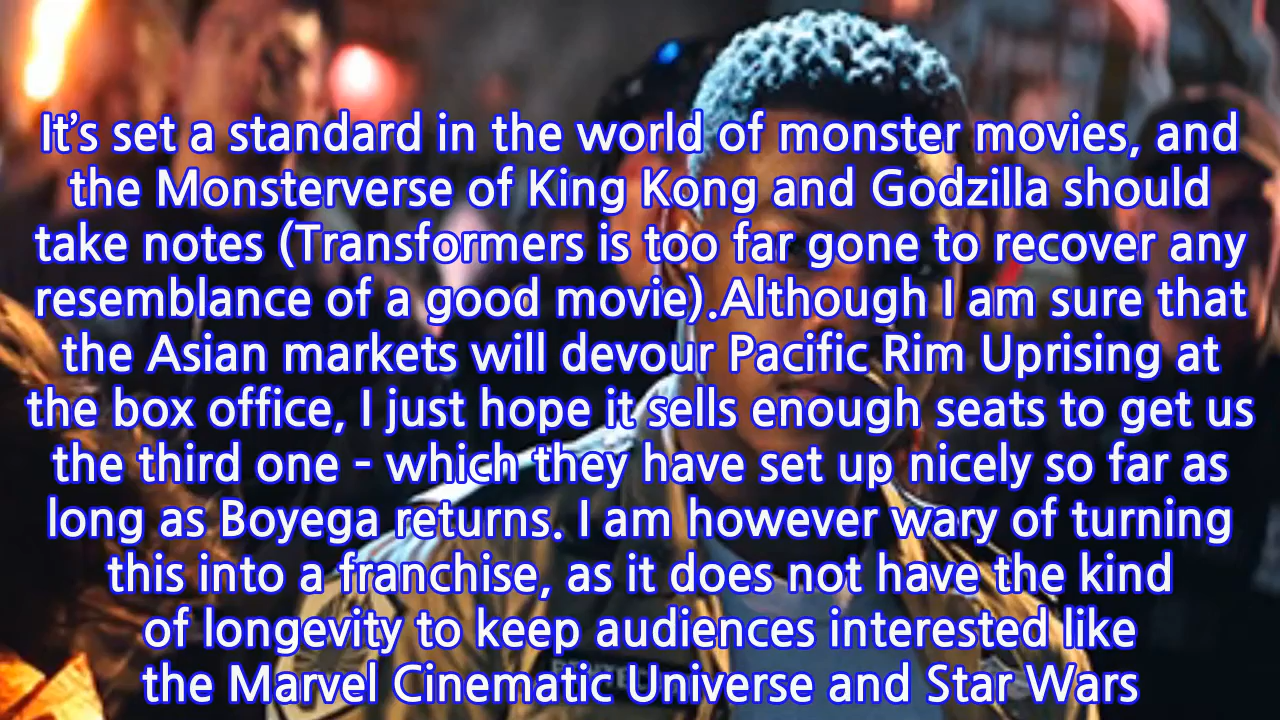 It’s set a standard in the world of monster movies, and
the Monsterverse of King Kong and Godzilla should
take notes (Transformers is too far gone to recover any
resemblance of a good movie).Although I am sure that
the Asian markets will devour Pacific Rim Uprising at
the box office, I just hope it sells enough seats to get us
the third one - which they have set up nicely so far as
long as Boyega returns. I am however wary of turning
this into a franchise, as it does not have the kind
of longevity to keep audiences interested like
the Marvel Cinematic Universe and Star Wars